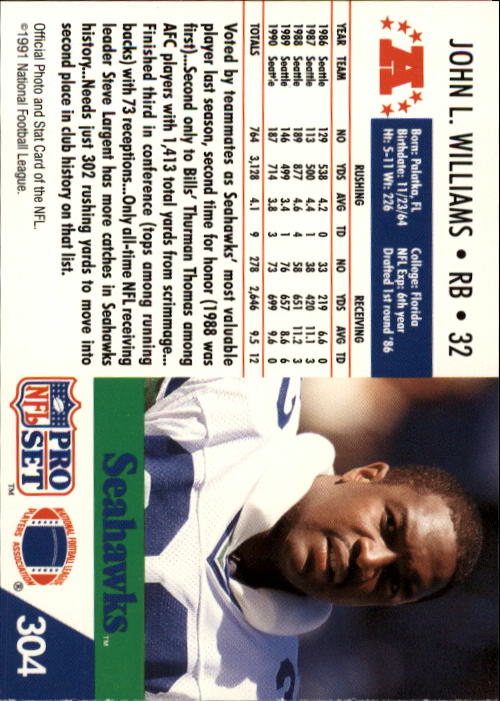 JOHN L. WILLIAMS • RB • 32
A
Born: Palatka, FL College: Florida
Birthdate: 11/23/64 NFL Exp: 6th year
Ht: 5-11 Wt: 226 Drafted 1st round '86
RUSHING RECEIVING
YEAR TEAM NO YDS AVG TD NO YDS AVG TD
1986 Seattle 129 538 4.2 0 33 219 6.6 0
1987 Seattle 113 500 4.4 1 38 420 11.1 3
1988 Seattle 189 877 4.6 4 58 651 11.2 3
1989 Seattle 146 499 3.4 1 76 657 8.6 6
1990 Seattle 187 714 3.8 3 73 699 9.6 0
TOTALS 764 3,128 4.1 9 278 2,646 9.5 12
Voted by teammates as Seahawks' most valuable
player last season, second time for honor (1988 was
first)...Second only to Bills' Thurman Thomas among
AFC players with 1,413 total yards from scrimmage...
Finished third in conference (tops among running
backs) with 73 receptions...Only all-time NFL receiving
leader Steve Largent has more catches in Seahawks
history...Needs just 302 rushing yards to move into
second place in club history on that list.
Official Photo and Stat Card of the NFL.
©1991 National Football League.
Seahawks™
PRO
NFL
SET
™
NATIONAL FOOTBALL LEAGUE
PLAYERS ASSOCIATION
®
304